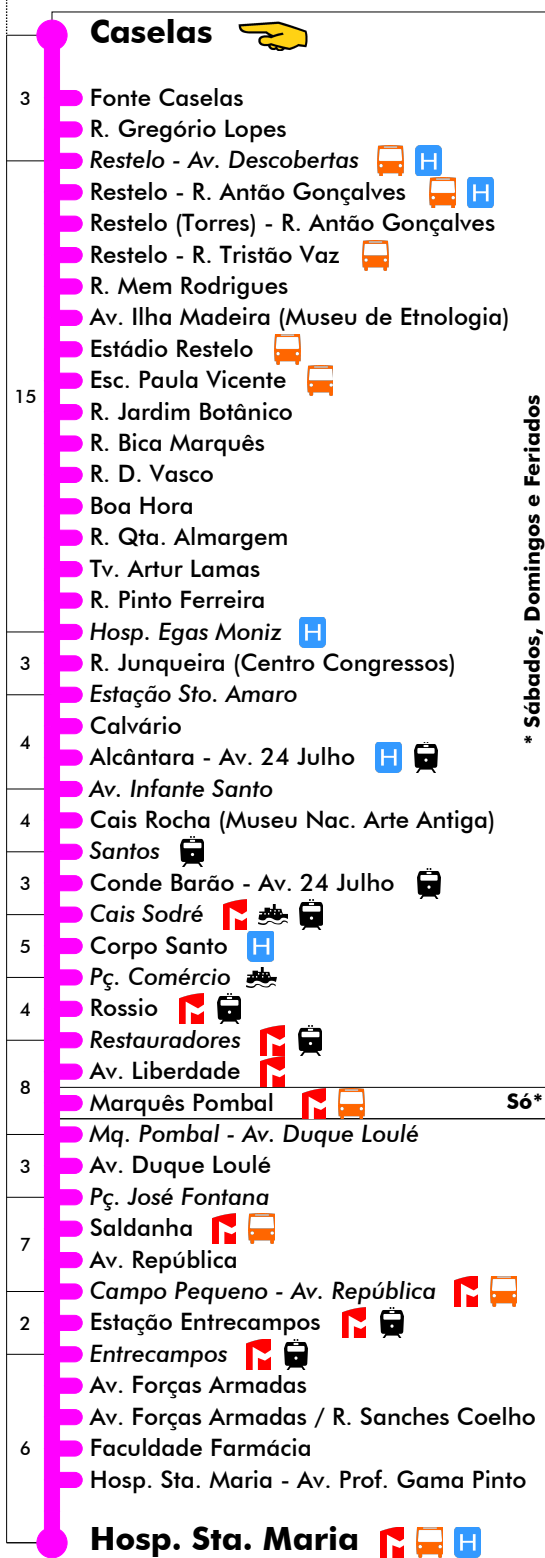 Caselas
3
Fonte Caselas
R. Gregório Lopes
Restelo - Av. Descobertas H
Restelo - R. Antão Gonçalves H
Restelo (Torres) - R. Antão Gonçalves
Restelo - R. Tristão Vaz
R. Mem Rodrigues
Av. Ilha Madeira (Museu de Etnologia)
Estádio Restelo
Esc. Paula Vicente
15
R. Jardim Botânico
R. Bica Marquês
R. D. Vasco
Boa Hora
R. Qta. Almargem
Tv. Artur Lamas
R. Pinto Ferreira
Hosp. Egas Moniz H
3
R. Junqueira (Centro Congressos)
Estação Sto. Amaro
Calvário
4
Alcântara - Av. 24 Julho H
Av. Infante Santo
4
Cais Rocha (Museu Nac. Arte Antiga)
Santos
3
Conde Barão - Av. 24 Julho
Cais Sodré
5
Corpo Santo H
Pç. Comércio
4
Rossio
Restauradores
Av. Liberdade
8
Marquês Pombal Só*
Mq. Pombal - Av. Duque Loulé
3
Av. Duque Loulé
Pç. José Fontana
Saldanha
7
Av. República
Campo Pequeno - Av. República
2
Estação Entrecampos
Entrecampos
Av. Forças Armadas
Av. Forças Armadas / R. Sanches Coelho
6
Faculdade Farmácia
Hosp. Sta. Maria - Av. Prof. Gama Pinto
Hosp. Sta. Maria H
* Sábados, Domingos e Feriados